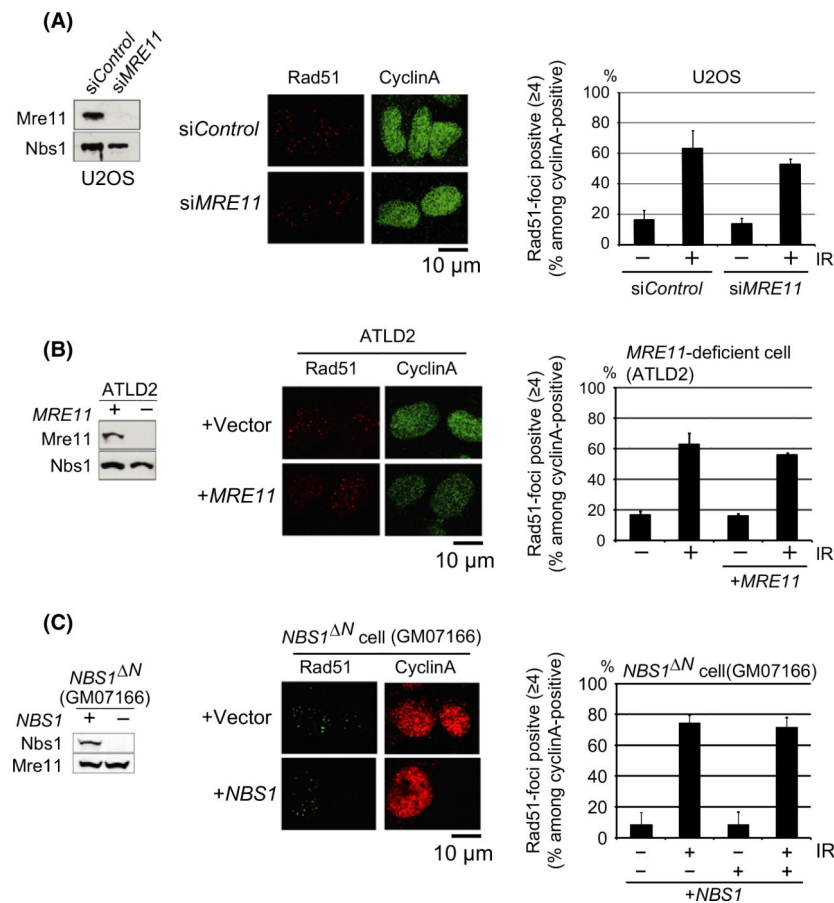 (A)
siControl
siMRE11
Mre11
Nbs1
U2OS
Rad51 CyclinA
siControl
siMRE11
10 µm
U2OS
%
Rad51-foci positve (≥4)
(% among cyclinA-positive)
100
80
60
40
20
0
− + − + IR
siControl siMRE11
(B)
ATLD2
MRE11 + −
Mre11
Nbs1
ATLD2
Rad51 CyclinA
+Vector
+MRE11
10 µm
MRE11-deficient cell
(ATLD2)
%
Rad51-foci positve (≥4)
(% among cyclinA-positive)
100
80
60
40
20
0
− + − + IR
+MRE11
(C)
NBS1ΔN
(GM07166)
NBS1 + −
Nbs1
Mre11
NBS1ΔN cell (GM07166)
Rad51 CyclinA
+Vector
+NBS1
10 µm
% NBS1ΔN cell(GM07166)
Rad51-foci positve (≥4)
(% among cyclinA-positive)
100
80
60
40
20
0
− + − + IR
− − + +
+NBS1